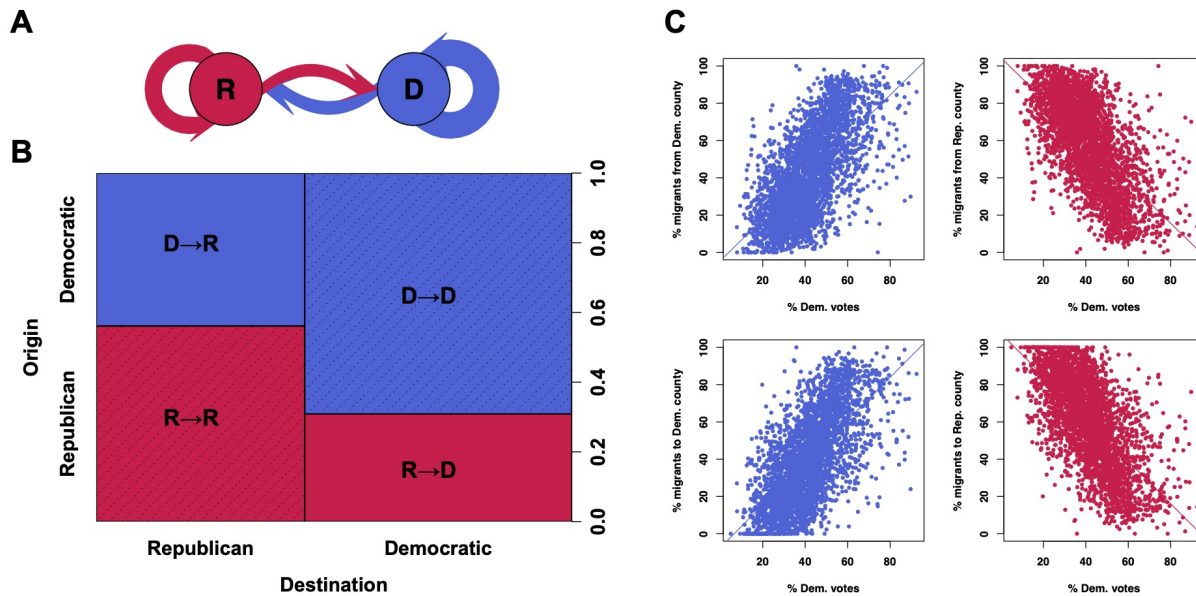 A
R
D
B
Origin
Democratic
Republican
D→R
D→D
R→R
R→D
1.0
0.8
0.6
0.4
0.2
0.0
Republican
Democratic
Destination
C
% migrants from Dem. county
100
80
60
40
20
0
20
40
60
80
% Dem. votes
% migrants from Rep. county
100
80
60
40
20
0
20
40
60
80
% Dem. votes
% migrants to Dem. county
100
80
60
40
20
0
20
40
60
80
% Dem. votes
% migrants to Rep. county
100
80
60
40
20
0
20
40
60
80
% Dem. votes